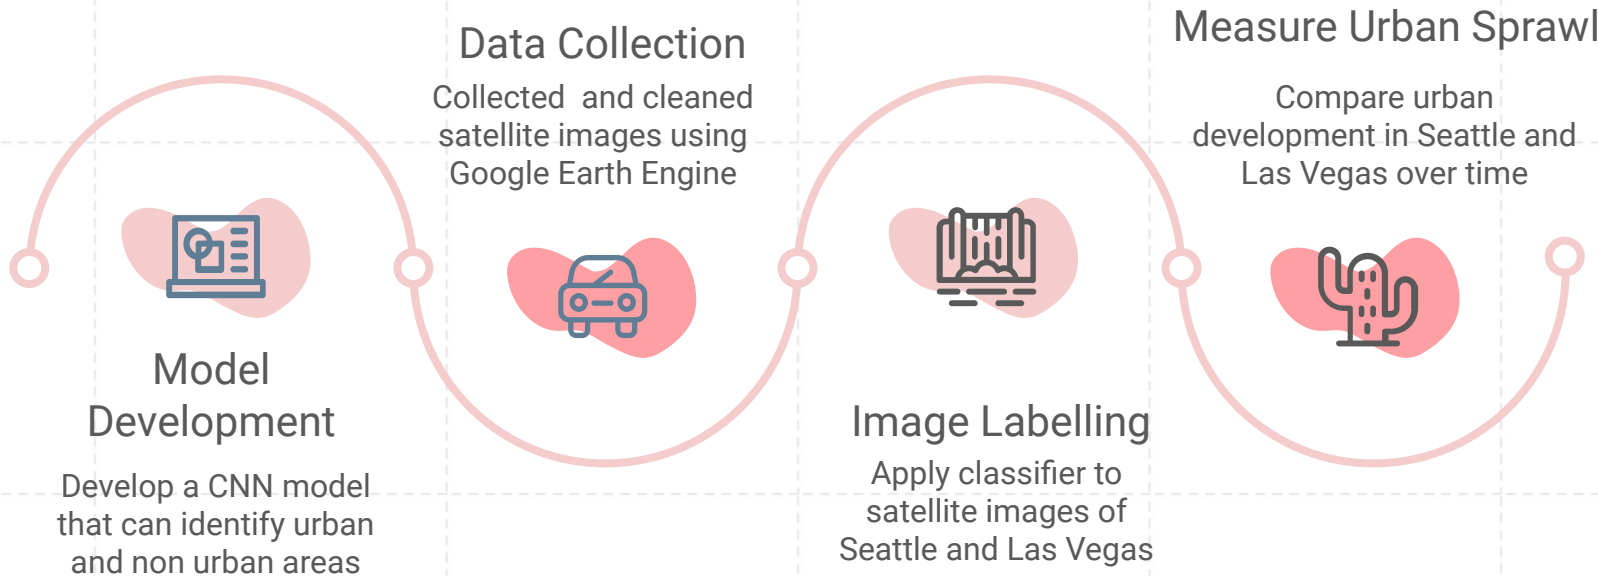 Model
Development
Develop a CNN model
that can identify urban
and non urban areas
Data Collection
Collected  and cleaned
satellite images using
Google Earth Engine
Image Labelling
Apply classifier to
satellite images of
Seattle and Las Vegas
Measure Urban Sprawl
Compare urban
development in Seattle and
Las Vegas over time